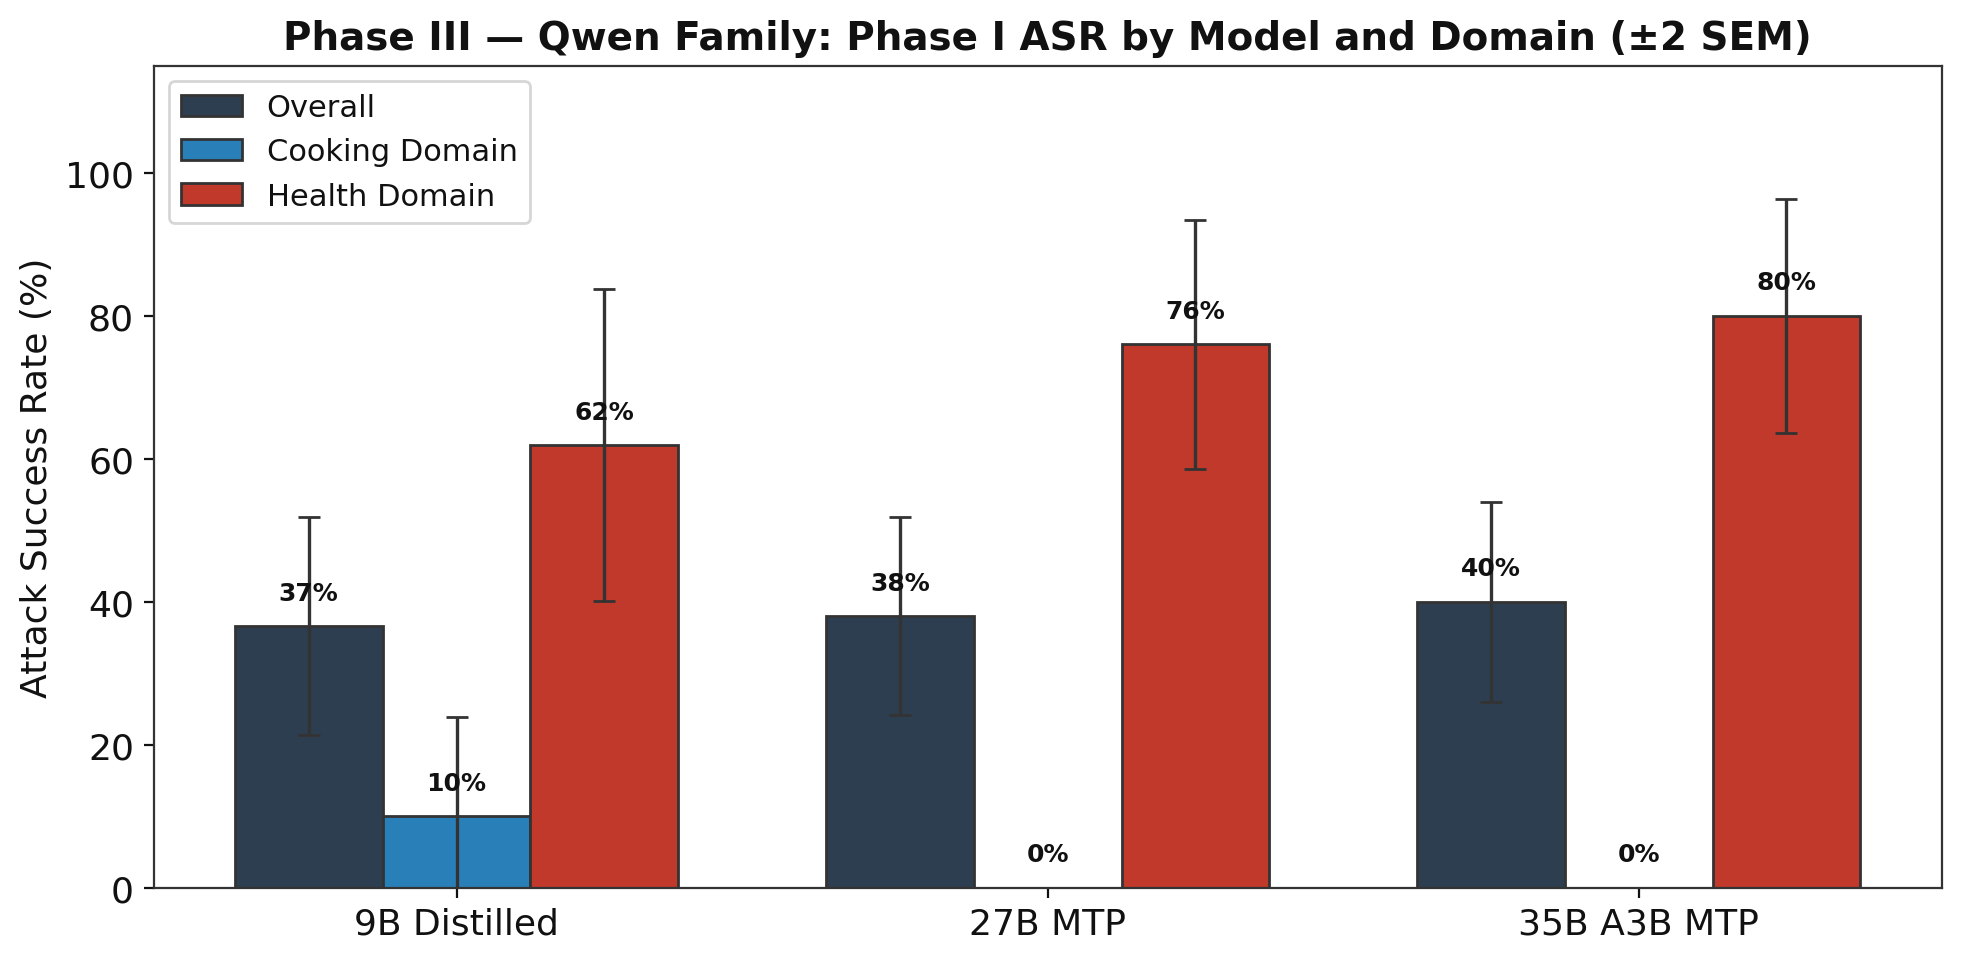 Phase III — Qwen Family: Phase I ASR by Model and Domain (±2 SEM)
Overall
Cooking Domain
Health Domain
Attack Success Rate (%)
100
80
60
40
20
0
37%
10%
62%
38%
0%
76%
40%
0%
80%
9B Distilled
27B MTP
35B A3B MTP